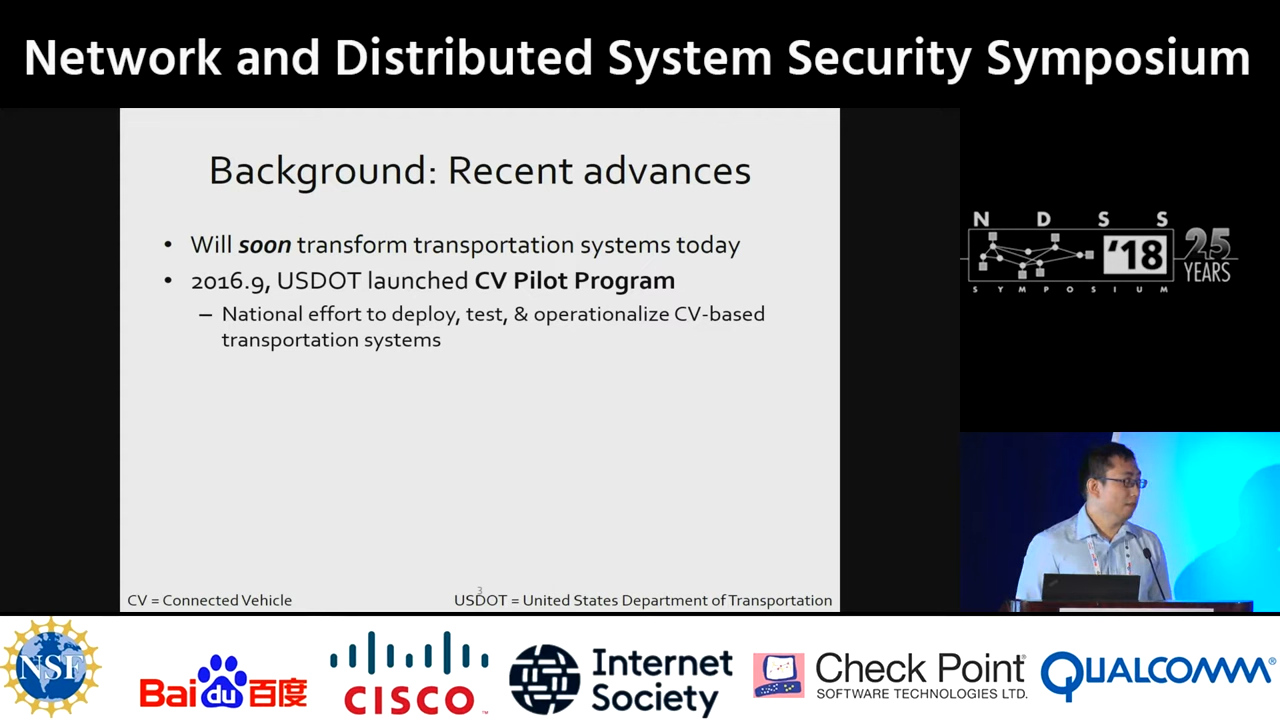 Network and Distributed System Security Symposium
Background: Recent advances
• Will soon transform transportation systems today
• 2016.9, USDOT launched CV Pilot Program
– National effort to deploy, test, & operationalize CV-based
transportation systems
3
CV = Connected Vehicle
USDOT = United States Department of Transportation
N D S S
'18
25
YEARS
SYMPOSIUM
NSF
Bai du 百度
CISCO
Internet
Society
Check Point
SOFTWARE TECHNOLOGIES LTD.
QUALCOMM®